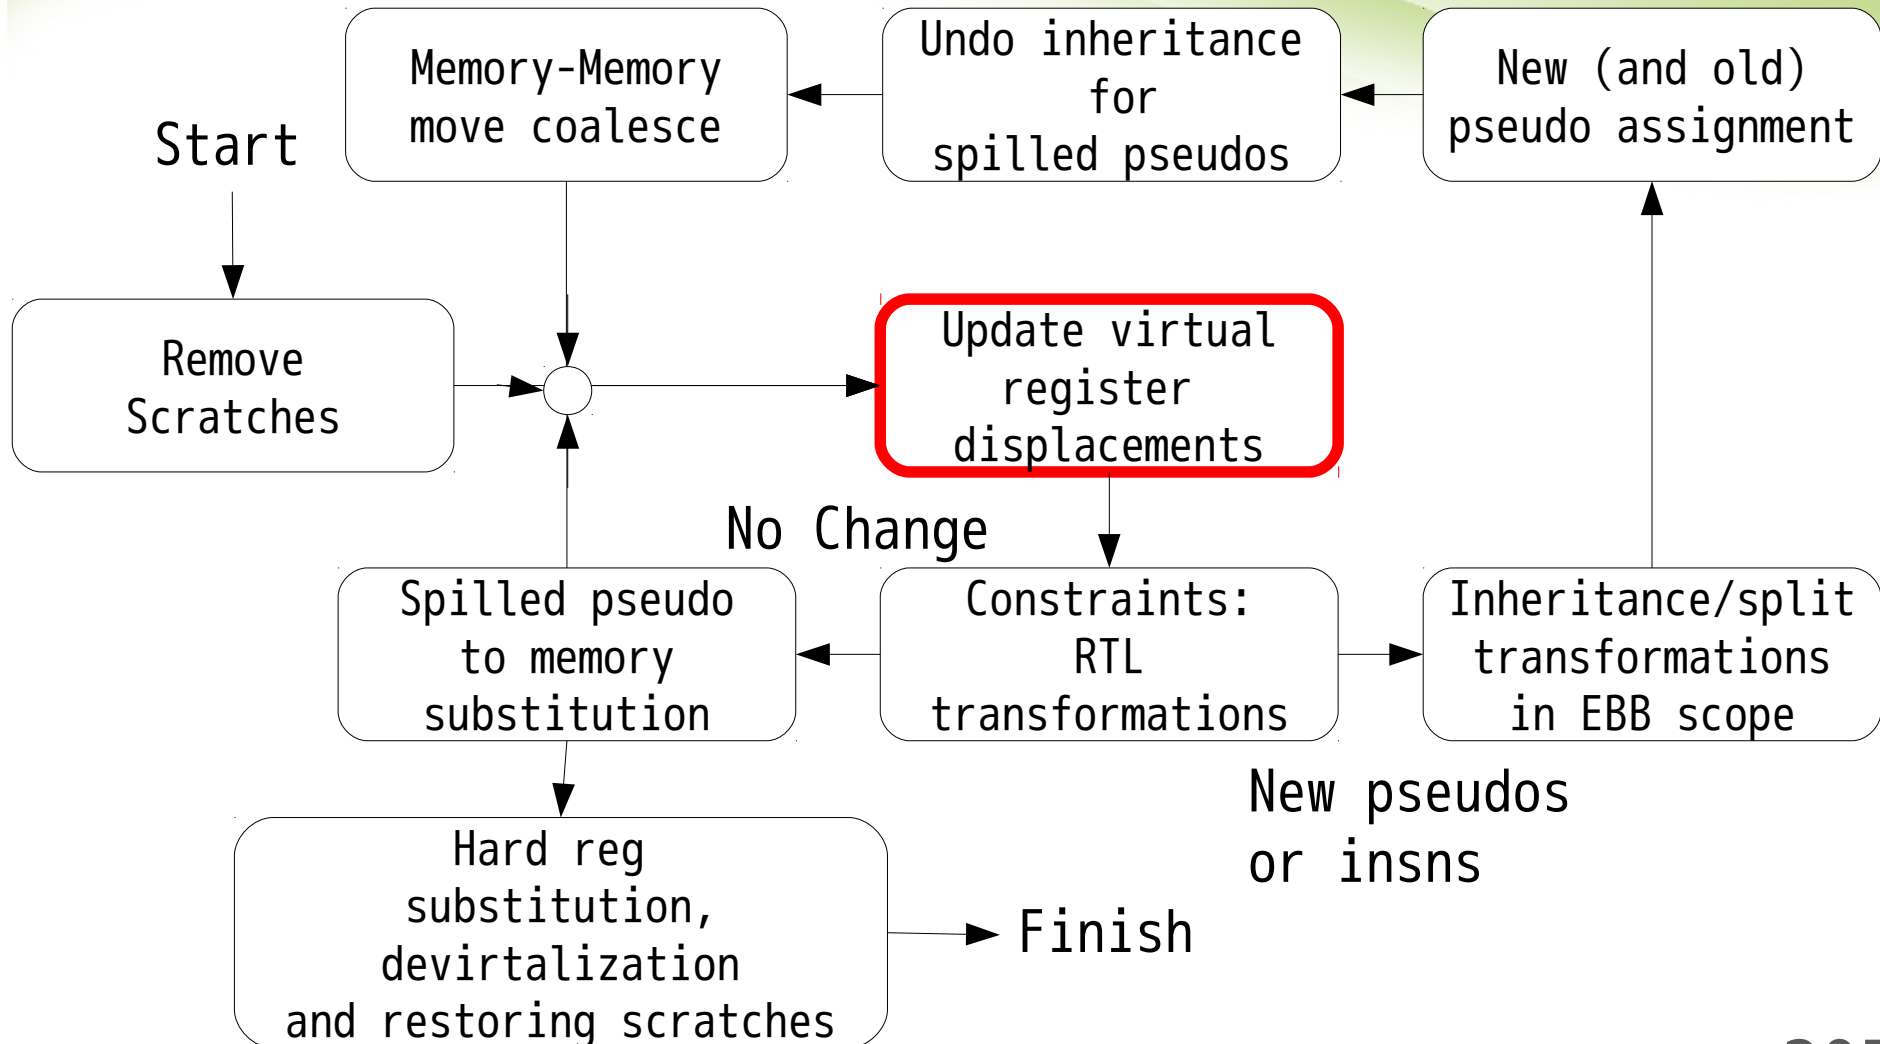 Memory-Memory
move coalesce
Undo inheritance
for
spilled pseudos
New (and old)
pseudo assignment
Start
Remove
Scratches
Update virtual
register
displacements
No Change
Spilled pseudo
to memory
substitution
Constraints:
RTL
transformations
Inheritance/split
transformations
in EBB scope
New pseudos
or insns
Hard reg
substitution,
devirtalization
and restoring scratches
Finish